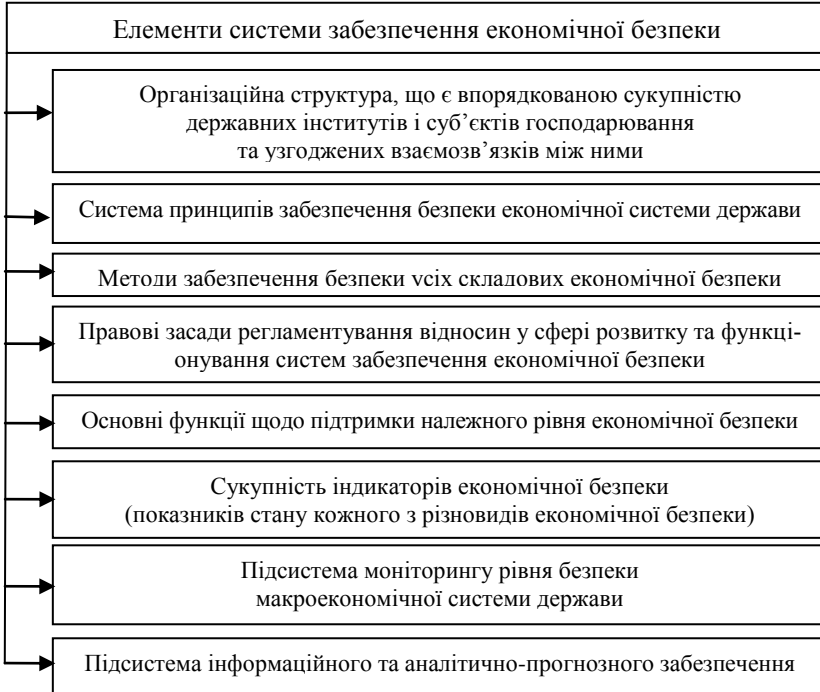 Елементи системи забезпечення економічної безпеки
Організаційна структура, що є впорядкованою сукупністю
державних інститутів і суб’єктів господарювання
та узгоджених взаємозв’язків між ними
Система принципів забезпечення безпеки економічної системи держави
Методи забезпечення безпеки усіх складових економічної безпеки
Правові засади регламентування відносин у сфері розвитку та функці-
онування систем забезпечення економічної безпеки
Основні функції щодо підтримки належного рівня економічної безпеки
Сукупність індикаторів економічної безпеки
(показників стану кожного з різновидів економічної безпеки)
Підсистема моніторингу рівня безпеки
макроекономічної системи держави
Підсистема інформаційного та аналітично-прогнозного забезпечення